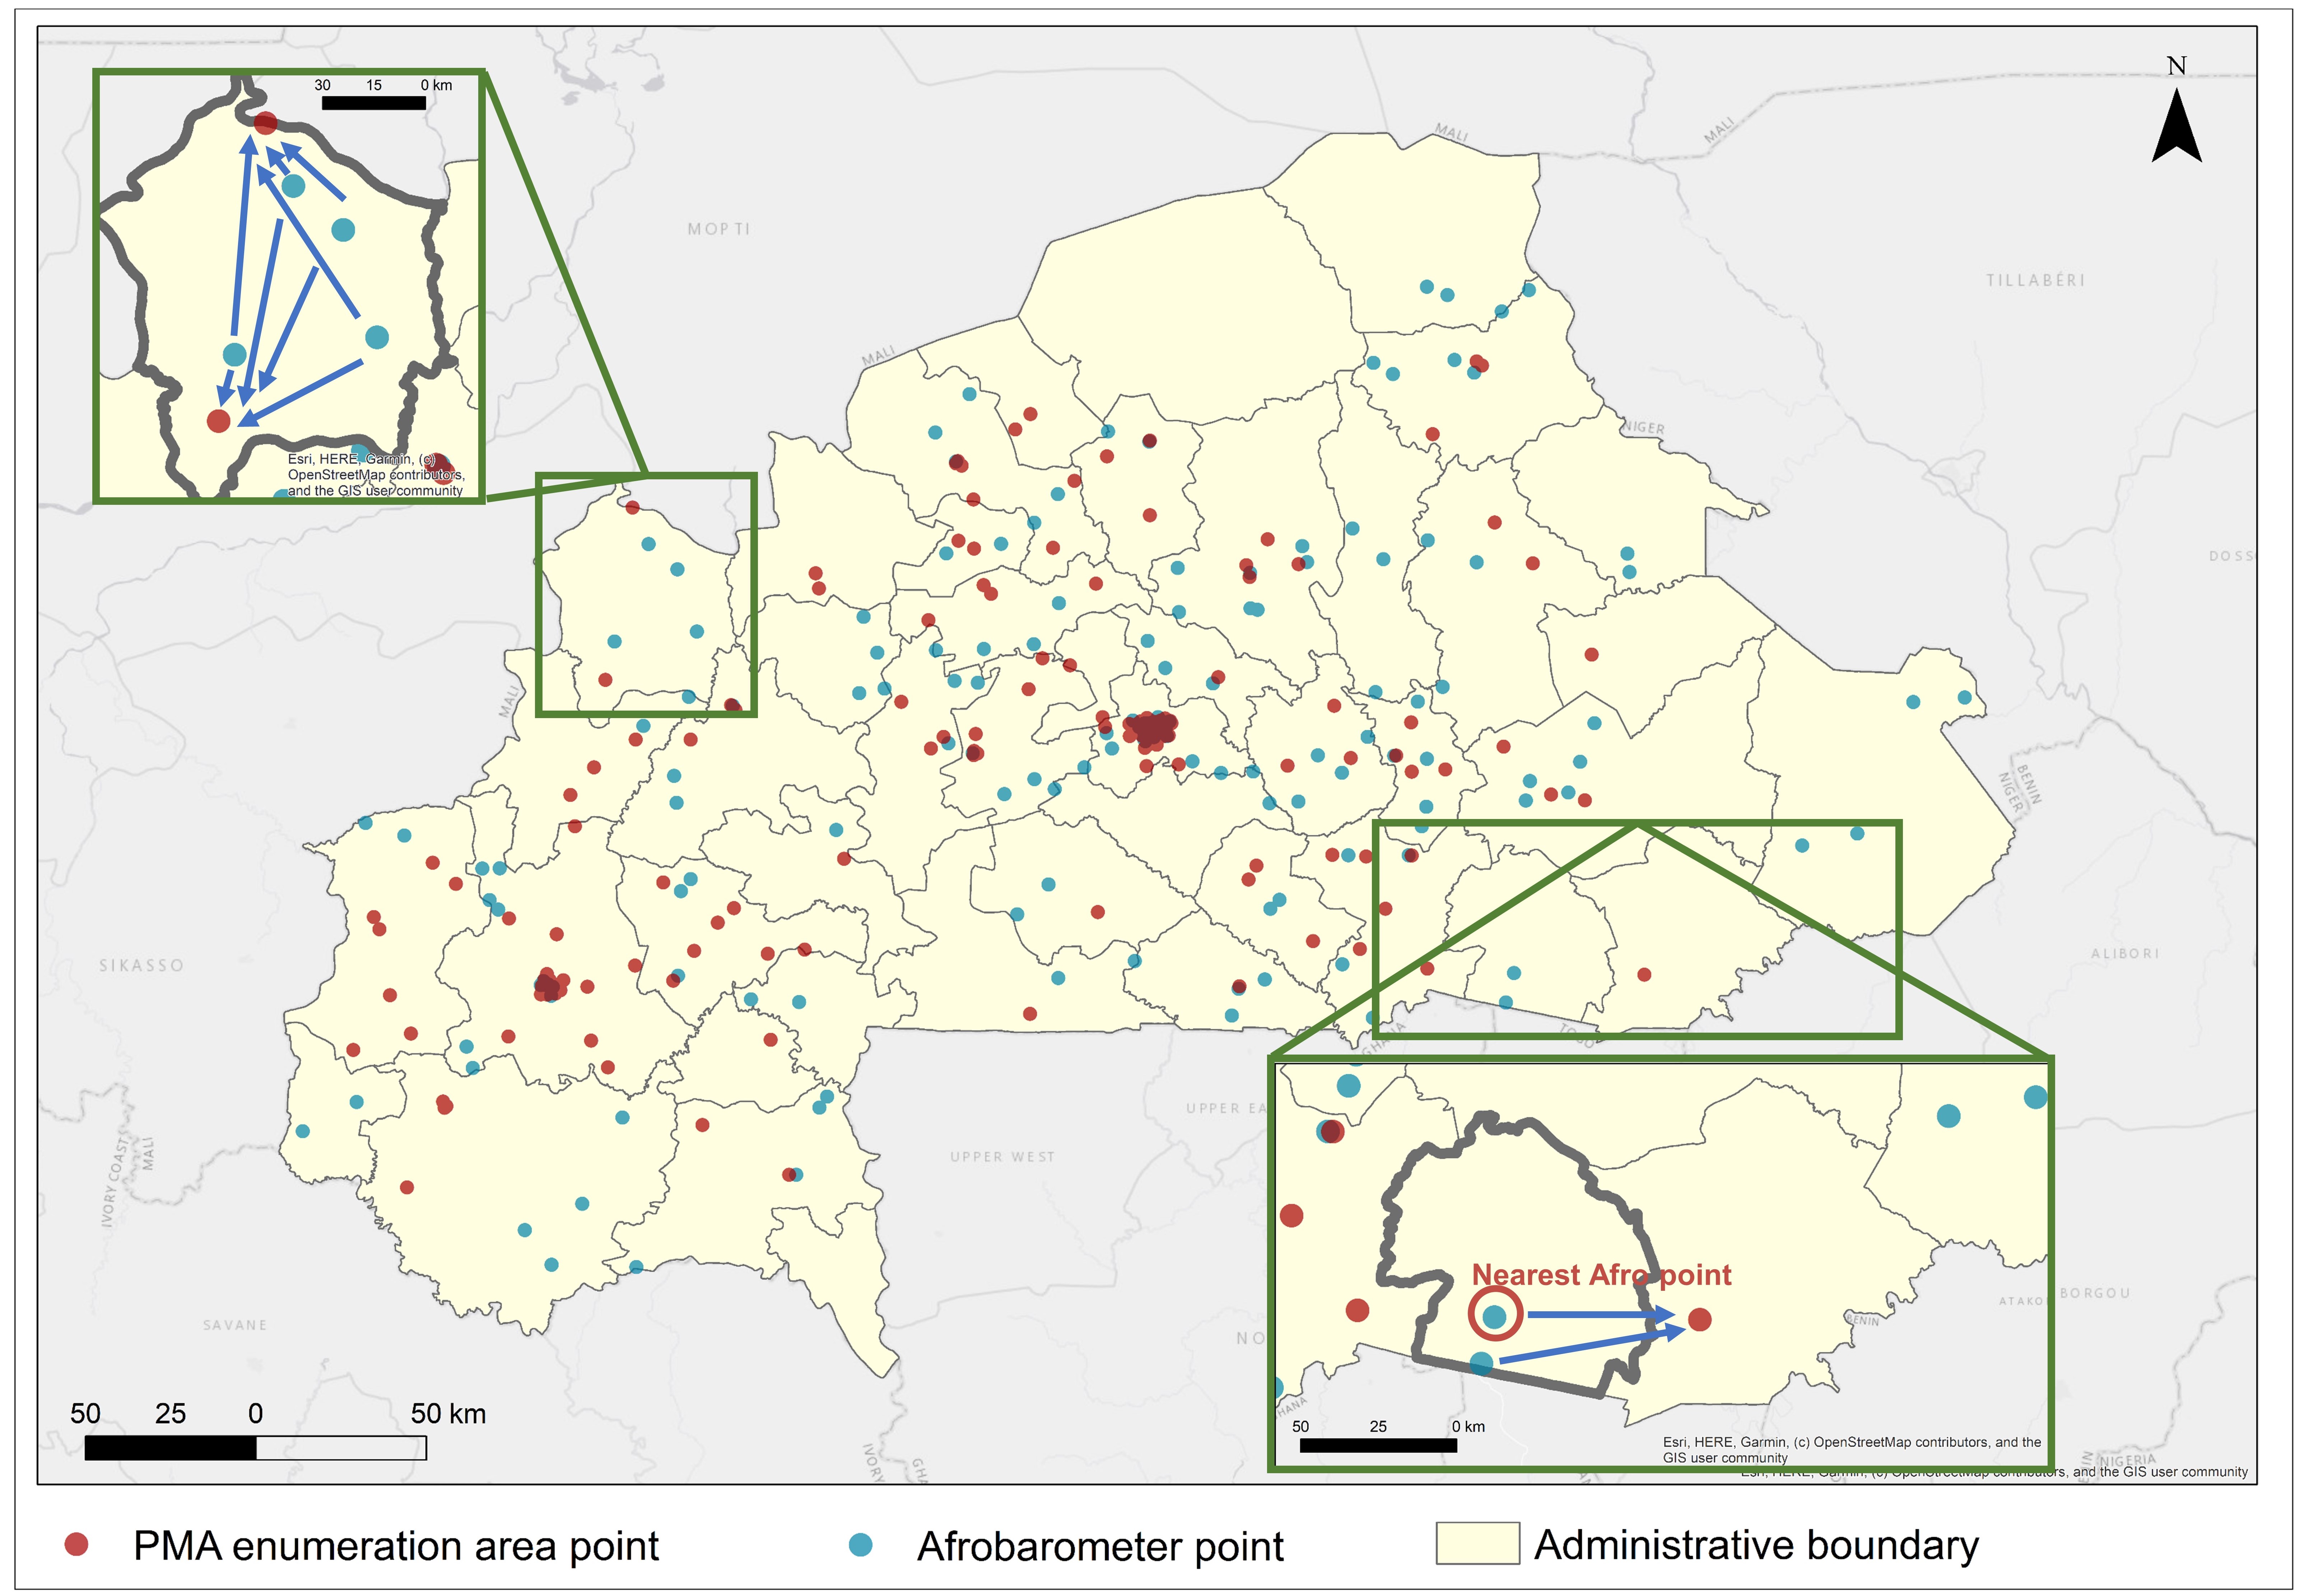 N
30 15 0 km
MALI
MALI
MOPTI
TILLABÉRI
MALI
NIGER
Esri, HERE, Garmin, (c)
OpenStreetMap contributors,
and the GIS user community
MALI
BENIN
NIGER
SIKASSO
ALIBORI
GHANA
TOGO
UPPER EA
UPPER WEST
IVORY COAST
MALI
SAVANE
NO
Nearest Afro point
ATAKO
BORGOU
BENIN
HANA
50 25 0 km
Esri, HERE, Garmin, (c) OpenStreetMap contributors, and the
GIS user community
Esri, HERE, Garmin, (c) OpenStreetMap contributors, and the GIS user community
50 25 0 50 km
IVORY
GHA
NIGERIA
PMA enumeration area point
Afrobarometer point
Administrative boundary